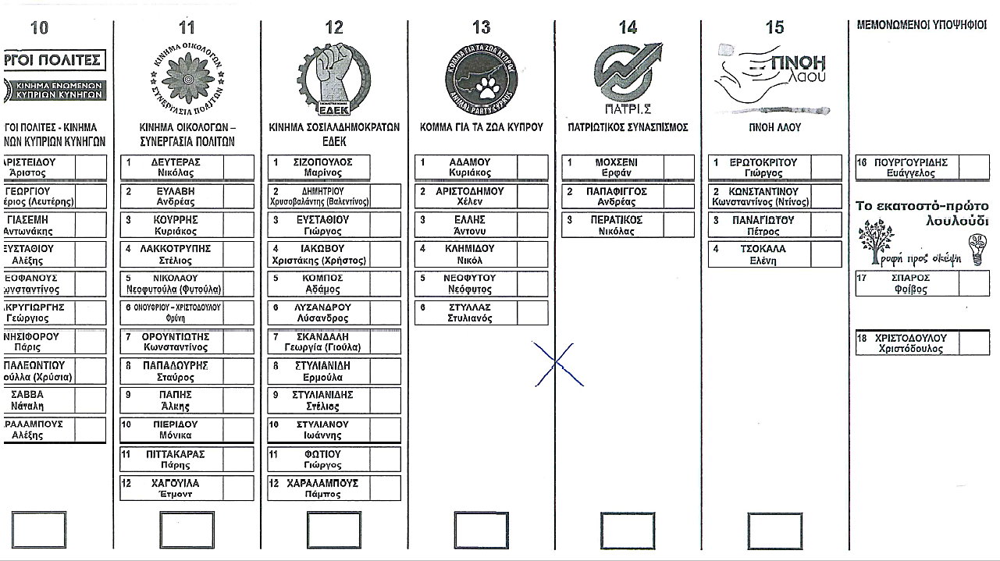 10
ΡΓΟΙ ΠΟΛΙΤΕΣ
ΚΙΝΗΜΑ ΕΝΩΜΕΝΩΝ
ΚΥΠΡΙΩΝ ΚΥΝΗΓΩΝ
ΓΟΙ ΠΟΛΙΤΕΣ - ΚΙΝΗΜΑ
ΝΩΝ ΚΥΠΡΙΩΝ ΚΥΝΗΓΩΝ
ΑΡΙΣΤΕΙΔΟΥ
Άριστος
ΓΕΩΡΓΙΟΥ
έριος (Λευτέρης)
ΓΙΑΣΕΜΗ
Αντωνάκης
ΕΥΣΤΑΘΙΟΥ
Αλέξης
ΕΟΦΑΝΟΥΣ
ωνσταντίνος
ΑΚΡΥΓΙΩΡΓΗΣ
Γεώργιος
ΝΗΣΙΦΟΡΟΥ
Πάρις
ΠΑΛΕΟΝΤΙΟΥ
ούλλα (Χρύσια)
ΣΑΒΒΑ
Νάταλη
ΑΡΑΛΑΜΠΟΥΣ
Αλέξης
11
ΚΙΝΗΜΑ ΟΙΚΟΛΟΓΩΝ
ΣΥΝΕΡΓΑΣΙΑ ΠΟΛΙΤΩΝ
ΚΙΝΗΜΑ ΟΙΚΟΛΟΓΩΝ –
ΣΥΝΕΡΓΑΣΙΑ ΠΟΛΙΤΩΝ
1 ΔΕΥΤΕΡΑΣ
Νικόλας
2 ΕΥΛΑΒΗ
Ανδρέας
3 ΚΟΥΡΡΗΣ
Κυριάκος
4 ΛΑΚΚΟΤΡΥΠΗΣ
Στέλιος
5 ΝΙΚΟΛΑΟΥ
Νεοφυτούλα (Φυτούλα)
6 ΟΝΟΥΦΡΙΟΥ – ΧΡΙΣΤΟΔΟΥΛΟΥ
Φρύνη
7 ΟΡΟΥΝΤΙΩΤΗΣ
Κωνσταντίνος
8 ΠΑΠΑΔΟΥΡΗΣ
Σταύρος
9 ΠΑΠΗΣ
Άλκης
10 ΠΙΕΡΙΔΟΥ
Μόνικα
11 ΠΙΤΤΑΚΑΡΑΣ
Πάρης
12 ΧΑΓΟΥΙΛΑ
Έτμοντ
12
ΣΟΣΙΑΛΙΣΤΙΚΟ ΚΟΜΜΑ
ΕΔΕΚ
ΚΙΝΗΜΑ ΣΟΣΙΑΛΔΗΜΟΚΡΑΤΩΝ
ΕΔΕΚ
1 ΣΙΖΟΠΟΥΛΟΣ
Μαρίνος
2 ΔΗΜΗΤΡΙΟΥ
Χρυσοβαλάντης (Βαλεντίνος)
3 ΕΥΣΤΑΘΙΟΥ
Γιώργος
4 ΙΑΚΩΒΟΥ
Χριστάκης (Χρήστος)
5 ΚΟΜΠΟΣ
Αδάμος
6 ΛΥΣΑΝΔΡΟΥ
Λύσανδρος
7 ΣΚΑΝΔΑΛΗ
Γεωργία (Γιούλα)
8 ΣΤΥΛΙΑΝΙΔΗ
Ερμούλα
9 ΣΤΥΛΙΑΝΙΔΗΣ
Στέλιος
10 ΣΤΥΛΙΑΝΟΥ
Ιωάννης
11 ΦΩΤΙΟΥ
Γιώργος
12 ΧΑΡΑΛΑΜΠΟΥΣ
Πάμπος
13
ΚΟΜΜΑ ΓΙΑ ΤΑ ΖΩΑ ΚΥΠΡΟΥ
ANIMAL PARTY CYPRUS
ΚΟΜΜΑ ΓΙΑ ΤΑ ΖΩΑ ΚΥΠΡΟΥ
1 ΑΔΑΜΟΥ
Κυριάκος
2 ΑΡΙΣΤΟΔΗΜΟΥ
Χέλεν
3 ΕΛΛΗΣ
Άντονυ
4 ΚΛΗΜΙΔΟΥ
Νικόλ
5 ΝΕΟΦΥΤΟΥ
Νεόφυτος
6 ΣΤΥΛΛΑΣ
Στυλιανός
14
ΠΑΤΡΙ.Σ
ΠΑΤΡΙΩΤΙΚΟΣ ΣΥΝΑΣΠΙΣΜΟΣ
1 ΜΟΧΣΕΝΙ
Ερφάν
2 ΠΑΠΑΦΙΓΓΟΣ
Ανδρέας
3 ΠΕΡΑΤΙΚΟΣ
Νικόλας
15
ΠΝΟΗ
λαου
ΠΝΟΗ ΛΑΟΥ
1 ΕΡΩΤΟΚΡΙΤΟΥ
Γιώργος
2 ΚΩΝΣΤΑΝΤΙΝΟΥ
Κωνσταντίνος (Ντίνος)
3 ΠΑΝΑΓΙΩΤΟΥ
Πέτρος
4 ΤΣΟΚΑΛΑ
Ελένη
ΜΕΜΟΝΩΜΕΝΟΙ ΥΠΟΨΗΦΙΟΙ
16 ΠΟΥΡΓΟΥΡΙΔΗΣ
Ευάγγελος
Το εκατοστό-πρώτο
λουλούδι
ροφή προς σκέψη
17 ΣΠΑΡΟΣ
Φοίβος
18 ΧΡΙΣΤΟΔΟΥΛΟΥ
Χριστόδουλος